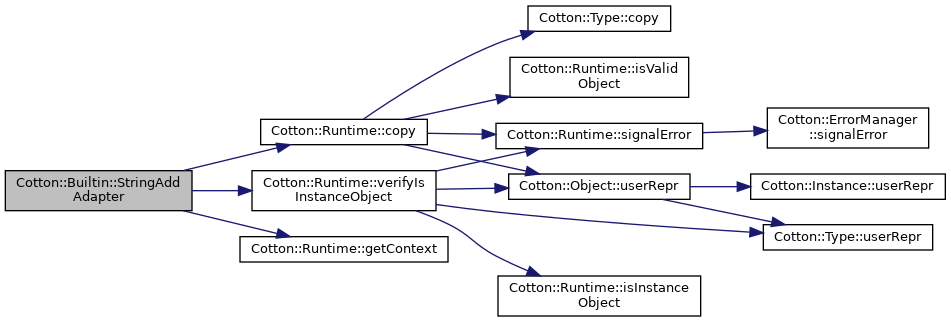 Cotton::Type::copy
Cotton::Runtime::isValid
Object
Cotton::ErrorManager
::signalError
Cotton::Runtime::copy
Cotton::Runtime::signalError
Cotton::Builtin::StringAdd
Adapter
Cotton::Runtime::verifyIs
InstanceObject
Cotton::Object::userRepr
Cotton::Instance::userRepr
Cotton::Type::userRepr
Cotton::Runtime::getContext
Cotton::Runtime::isInstance
Object